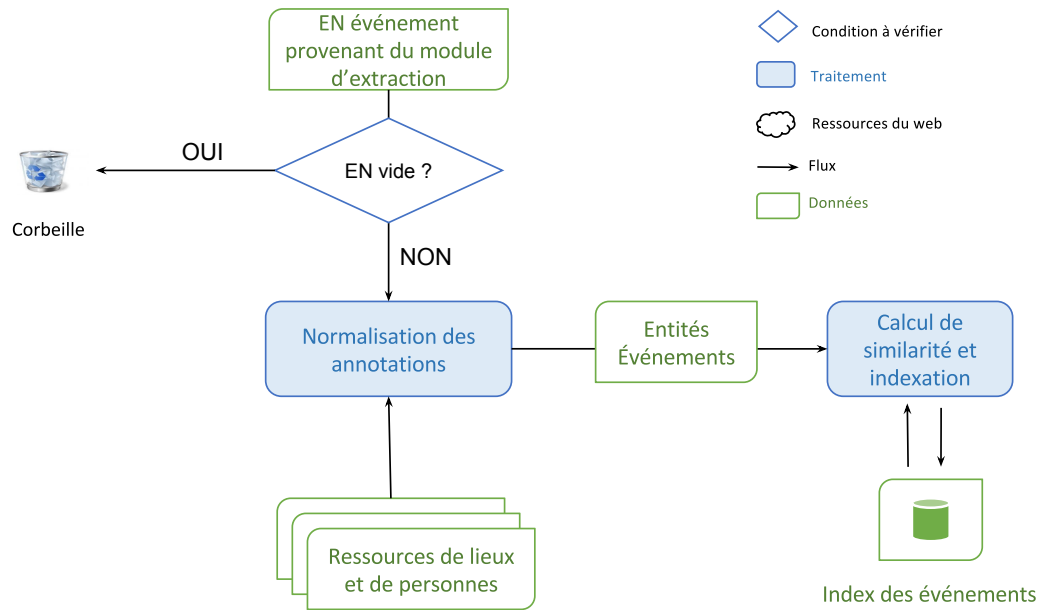 EN événement
provenant du module
d’extraction
Condition à vérifier
Traitement
Ressources du web
Flux
Données
OUI
EN vide ?
Corbeille
NON
Normalisation des
annotations
Entités
Événements
Calcul de
similarité et
indexation
Ressources de lieux
et de personnes
Index des événements